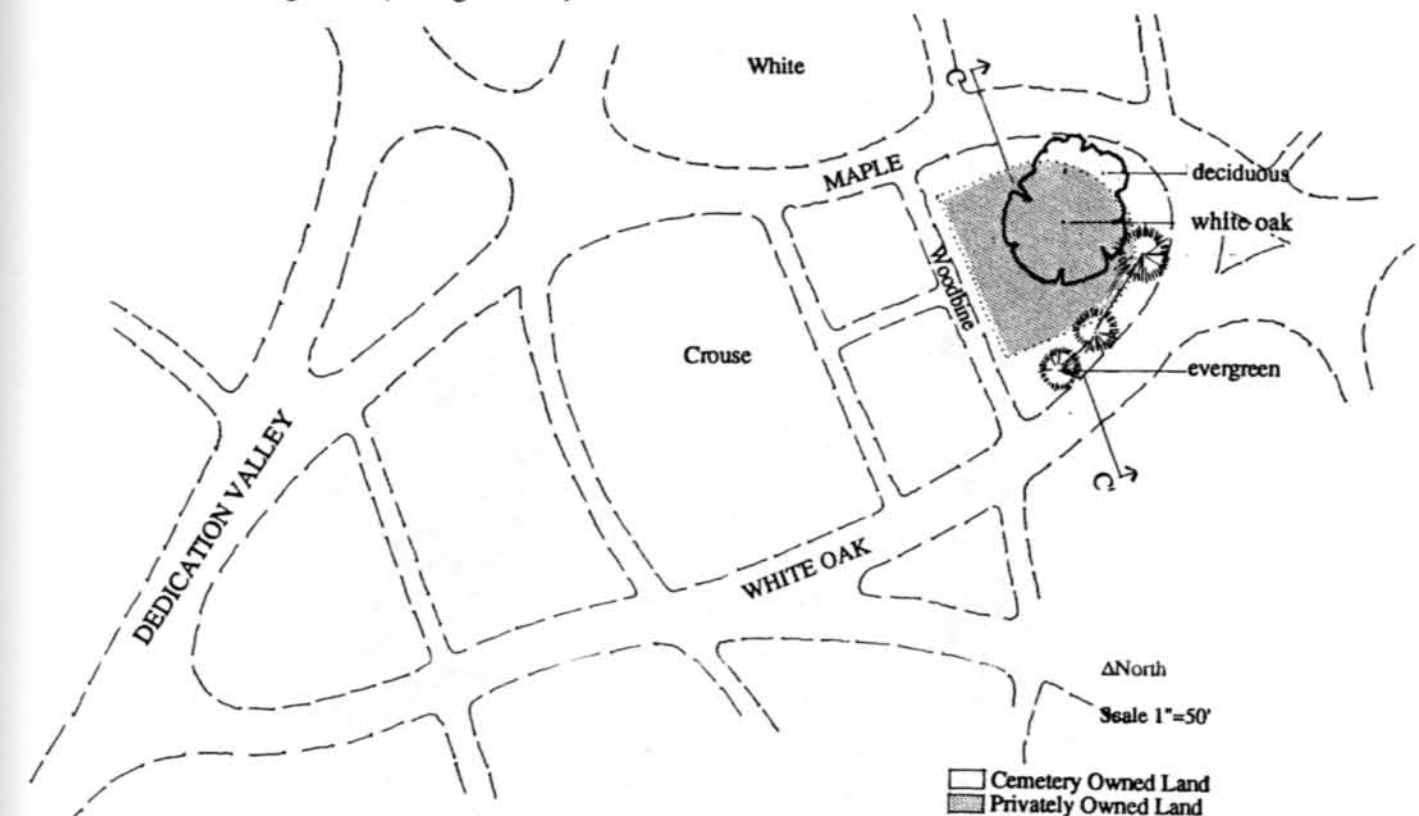 White
C
MAPLE
deciduous
white oak
Woodbine
Crouse
evergreen
C'
DEDICATION VALLEY
WHITE OAK
ΔNorth
Scale 1"=50'
Cemetery Owned Land
Privately Owned Land